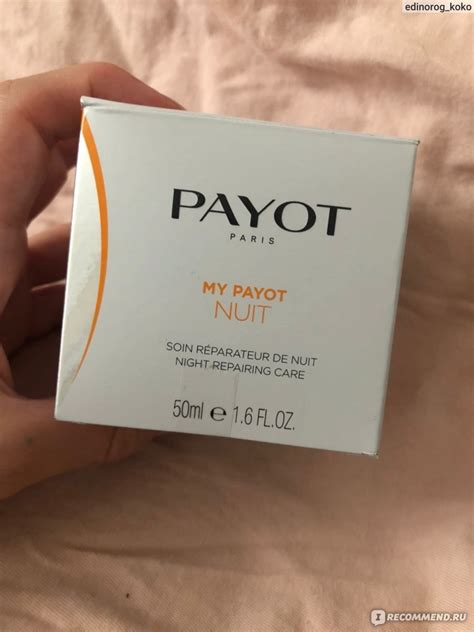 edinorog_koko
PAYOT
PARIS
MY PAYOT
NUIT
SOIN RÉPARATEUR DE NUIT
NIGHT REPAIRING CARE
50ml e 1.6 FL.OZ.
I RECOMMEND.RU